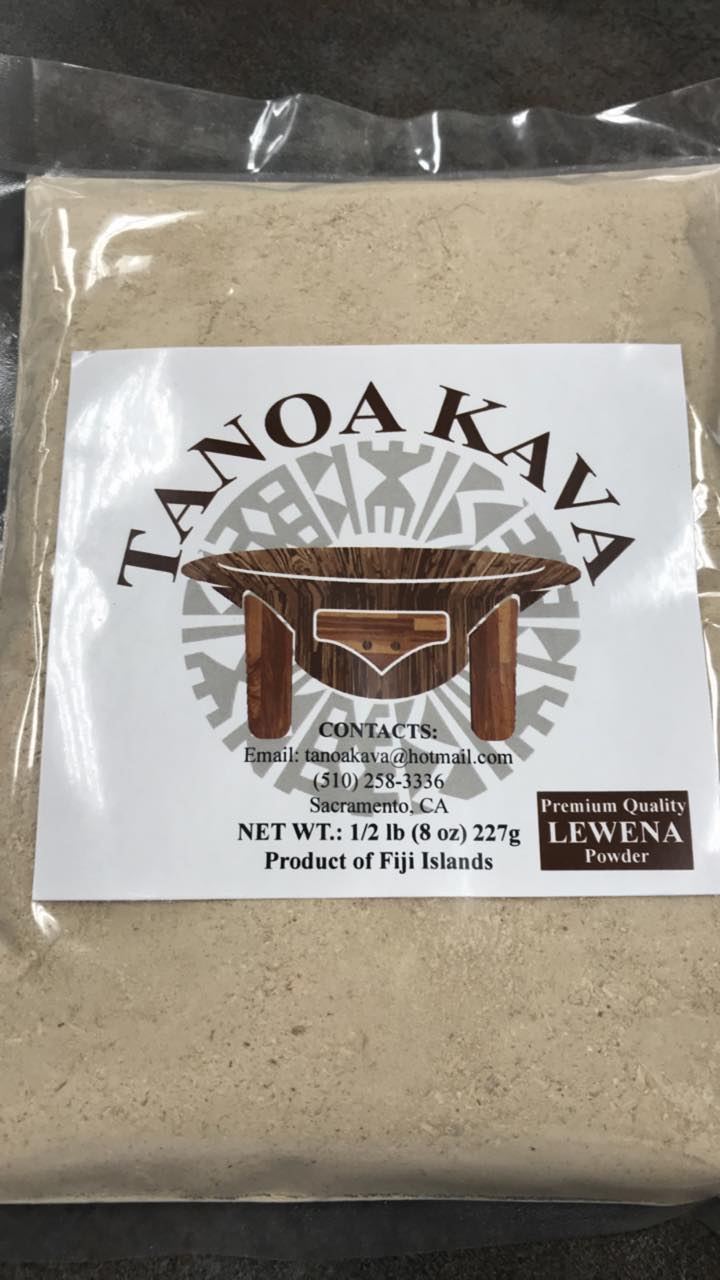 TANOA KAVA
CONTACTS:
Email: tanoakava@hotmail.com
(510) 258-3336
Sacramento, CA
NET WT.: 1/2 lb (8 oz) 227g
Product of Fiji Islands
Premium Quality
LEWENA
Powder